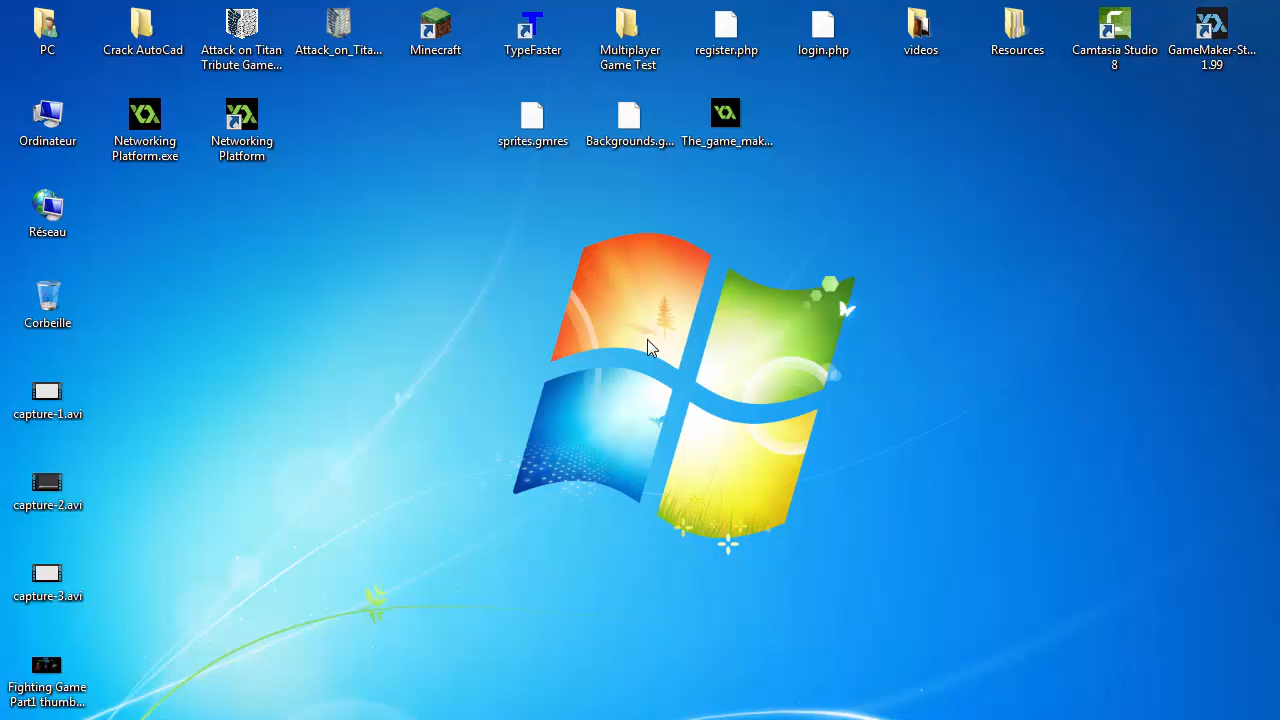 PC
Crack AutoCad
Attack on Titan
Tribute Game...
Attack_on_Tita...
Minecraft
TypeFaster
Multiplayer
Game Test
register.php
login.php
videos
Resources
Camtasia Studio
8
GameMaker-St...
1.99
Ordinateur
Networking
Platform.exe
Networking
Platform
sprites.gmres
Backgrounds.g...
The_game_mak...
Réseau
Corbeille
capture-1.avi
capture-2.avi
capture-3.avi
Fighting Game
Part1 thumb...